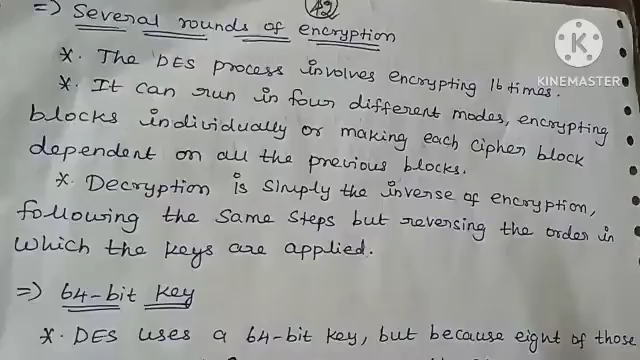 42
=> Several rounds of encryption
*. The DES process involves encrypting 16 times.
*. It can run in four different modes, encrypting
blocks individually or making each cipher block
dependent on all the previous blocks.
*. Decryption is simply the inverse of encryption,
following the same steps but reversing the order in
which the keys are applied.
=> 64-bit key
*. DES uses a 64-bit key, but because eight of those
KINEMASTER